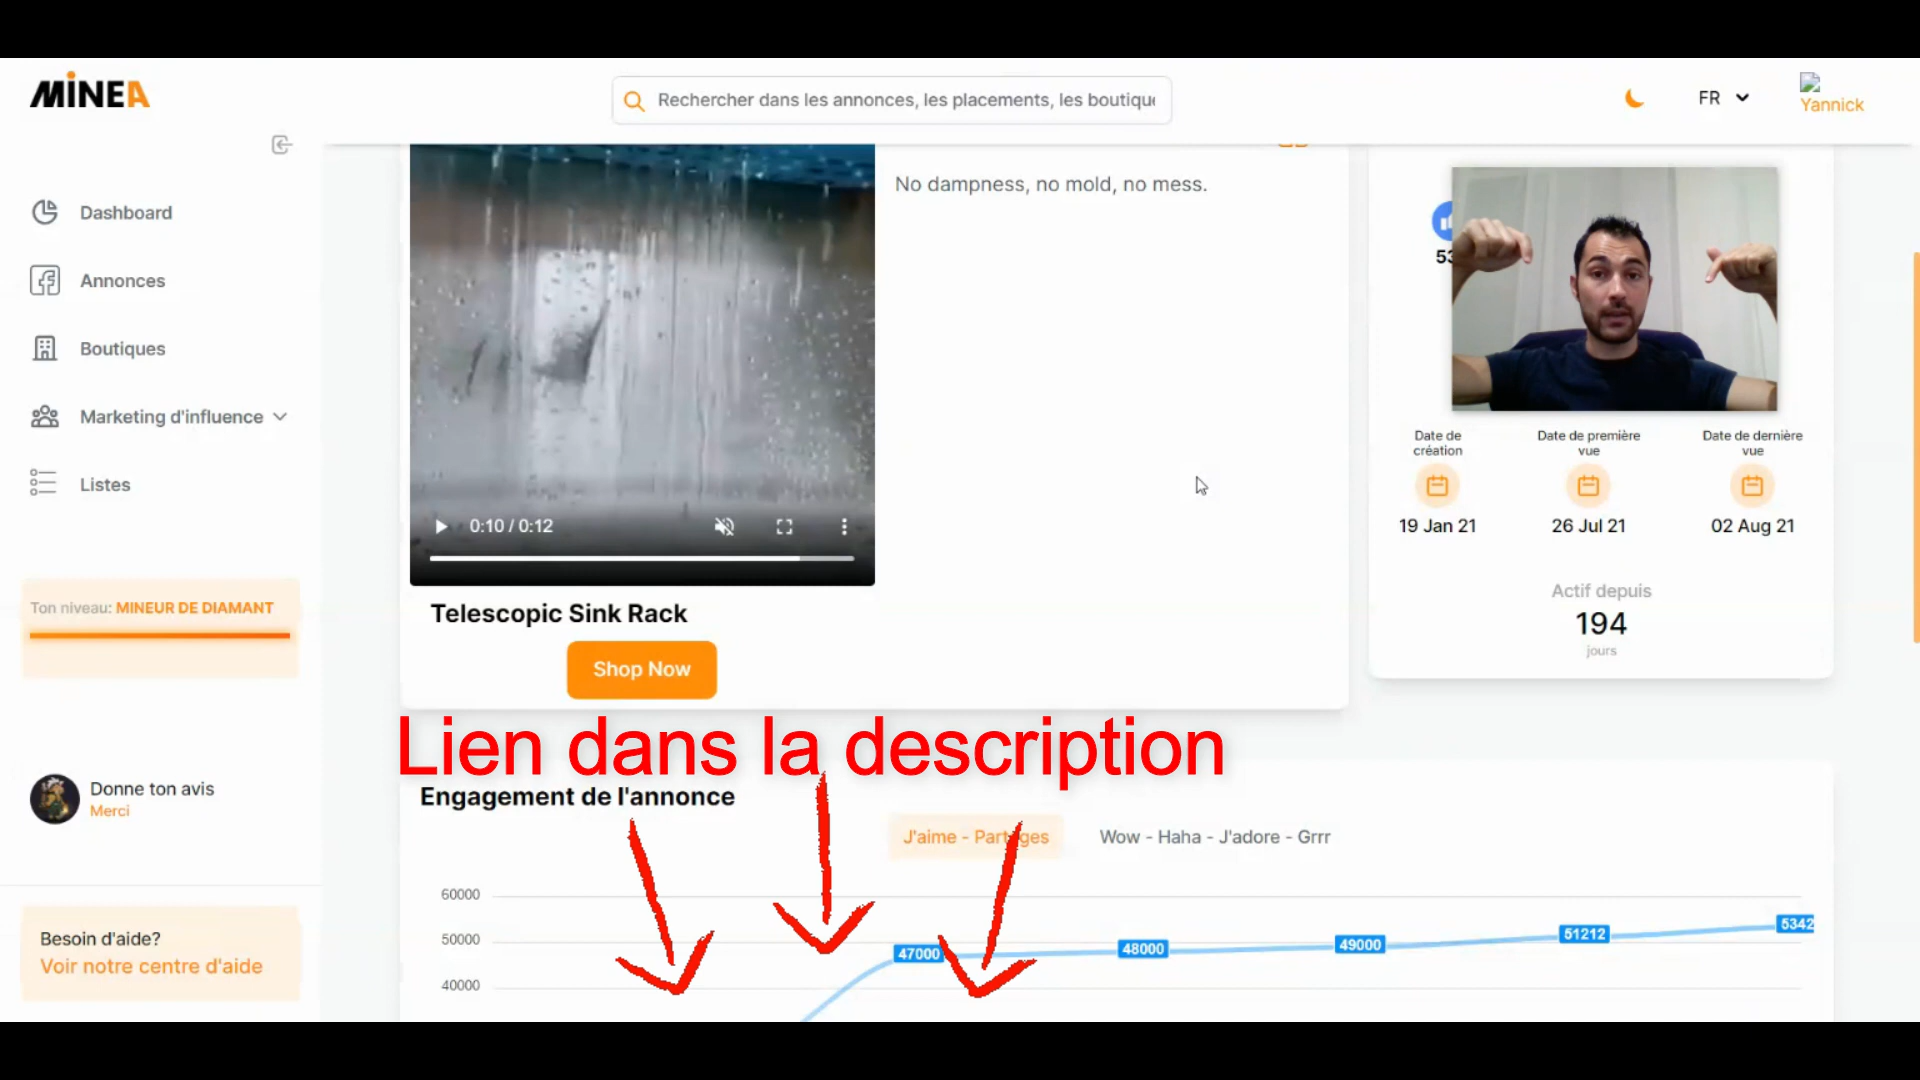 MINEA
Rechercher dans les annonces, les placements, les boutique
FR
Yannick
Dashboard
Annonces
Boutiques
Marketing d'influence
Listes
Ton niveau: MINEUR DE DIAMANT
Donne ton avis
Merci
Besoin d'aide?
Voir notre centre d'aide
No dampness, no mold, no mess.
0:10 / 0:12
Telescopic Sink Rack
Shop Now
53
Date de
création
19 Jan 21
Date de première
vue
26 Jul 21
Date de dernière
vue
02 Aug 21
Actif depuis
194
jours
Lien dans la description
Engagement de l'annonce
J'aime - Partages
Wow - Haha - J'adore - Grrr
60000
50000
40000
47000
48000
49000
51212
5342